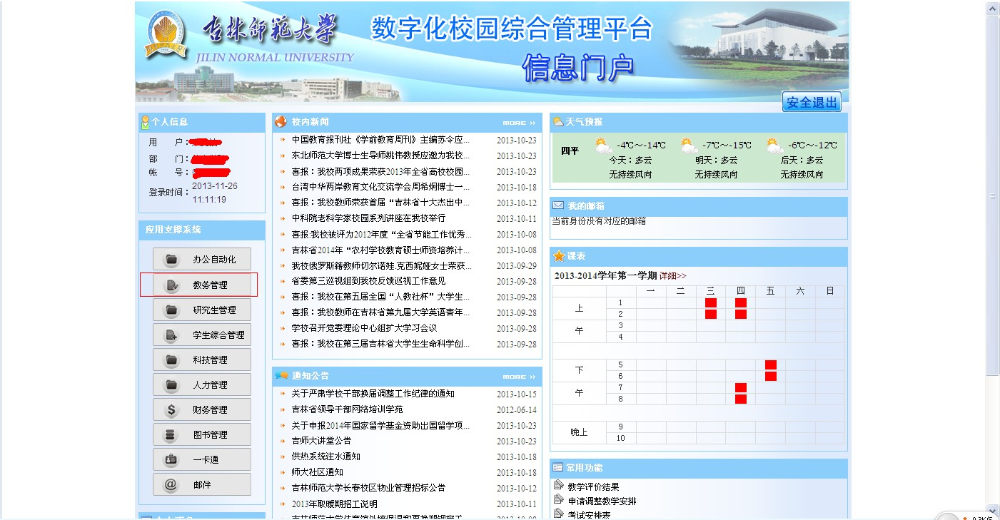 吉林师范大学
JILIN NORMAL UNIVERSITY
数字化校园综合管理平台
信息门户
安全退出
个人信息
用 户：
部 门：
帐 号：
登录时间：2013-11-26
11:11:19
应用支撑系统
办公自动化
教务管理
研究生管理
学生综合管理
科技管理
人力管理
财务管理
图书管理
一卡通
邮件
校内新闻 MORE >>
中国教育报刊社《学前教育周刊》主编苏令应... 2013-10-23
东北师范大学博士生导师姚伟教授应邀为我校... 2013-10-23
喜报：我校两项成果荣获2013年全省高校校园... 2013-10-23
台湾中华两岸教育文化交流学会周希炯博士一... 2013-10-18
喜报：我校教师荣获首届“吉林省十大杰出中... 2013-10-12
中科院老科学家校园系列讲座在我校举行 2013-10-11
喜报:我校被评为2012年度“全省节能工作优秀... 2013-10-08
吉林省2014年“农村学校教育硕士师资培养计... 2013-10-08
我校俄罗斯籍教师切尔诺娃.克西妮娅女士荣获... 2013-09-29
省委第三巡视组到我校反馈巡视工作意见 2013-09-28
喜报：我校在第五届全国“人教社杯”大学生... 2013-09-28
喜报：我校教师在吉林省第九届大学英语青年... 2013-09-28
学校召开党委理论中心组扩大学习会议 2013-09-28
喜报：我校在第三届吉林省大学生生命科学创... 2013-09-28
通知公告 MORE >>
关于严肃学校干部换届调整工作纪律的通知 2013-10-15
吉林省领导干部网络培训学苑 2012-06-14
关于申报2014年国家留学基金资助出国留学项... 2013-10-23
吉师大讲堂公告 2013-10-23
供热系统注水通知 2013-10-18
师大社区通知 2013-10-18
吉林师范大学长春校区物业管理招标公告 2013-10-12
2013年取暖期招工说明 2013-10-11
天气预报
四平
-4℃～-14℃ -7℃～-15℃ -6℃～-12℃
今天：多云 明天：多云 后天：多云
无持续风向 无持续风向 无持续风向
我的邮箱
当前身份没有对应的邮箱
课表
2013-2014学年第一学期 详细>>
一 二 三 四 五 六 日
上
午
1
2
3
4
下
午
5
6
7
8
晚上
9
10
常用功能
教学评价结果
申请调整教学安排
考试安排表